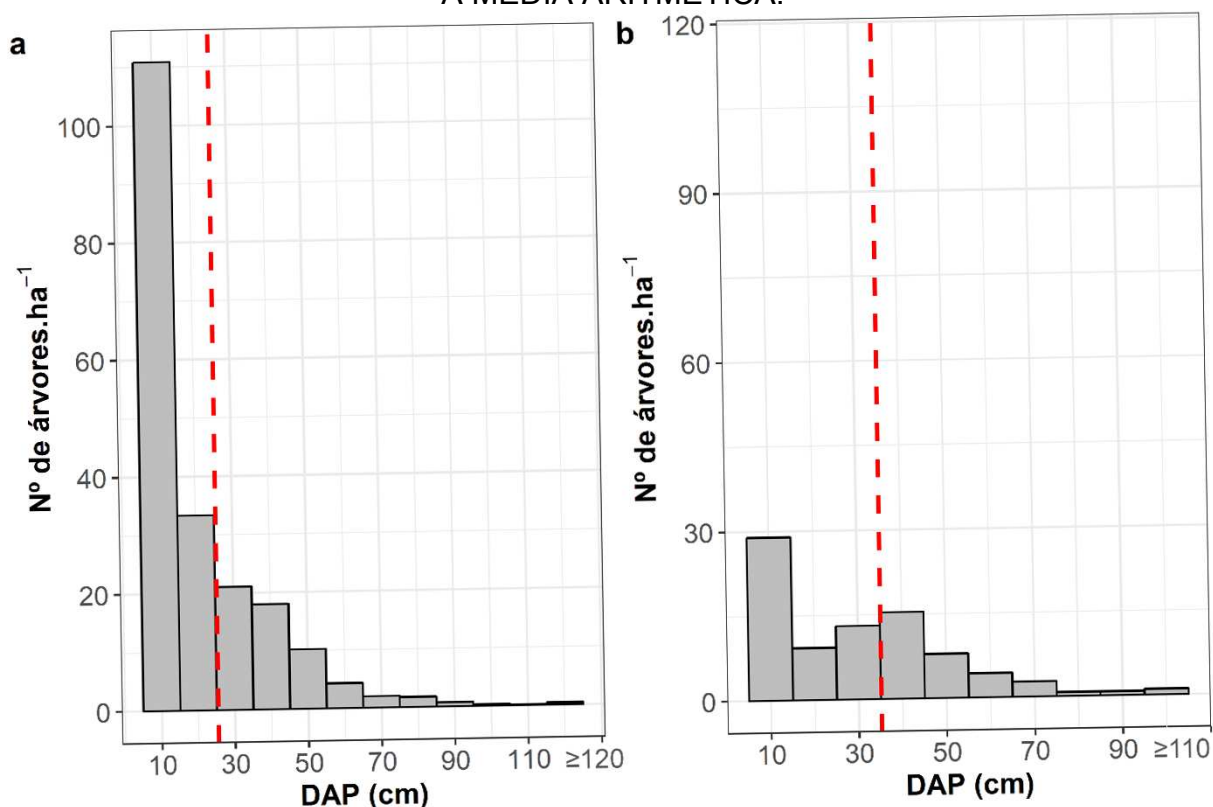 A MÉDIA ARITMÉTICA.
a
100
80
60
40
20
0
Nº de árvores.ha⁻¹
10 30 50 70 90 110 ≥120
DAP (cm)
b
120
90
60
30
0
Nº de árvores.ha⁻¹
10 30 50 70 90 ≥110
DAP (cm)